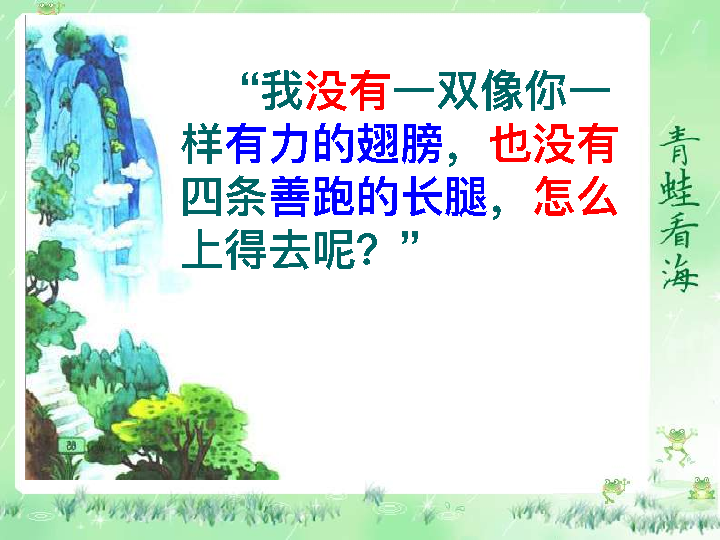 “我没有一双像你一
样有力的翅膀，也没有
四条善跑的长腿，怎么
上得去呢？”
青蛙看海